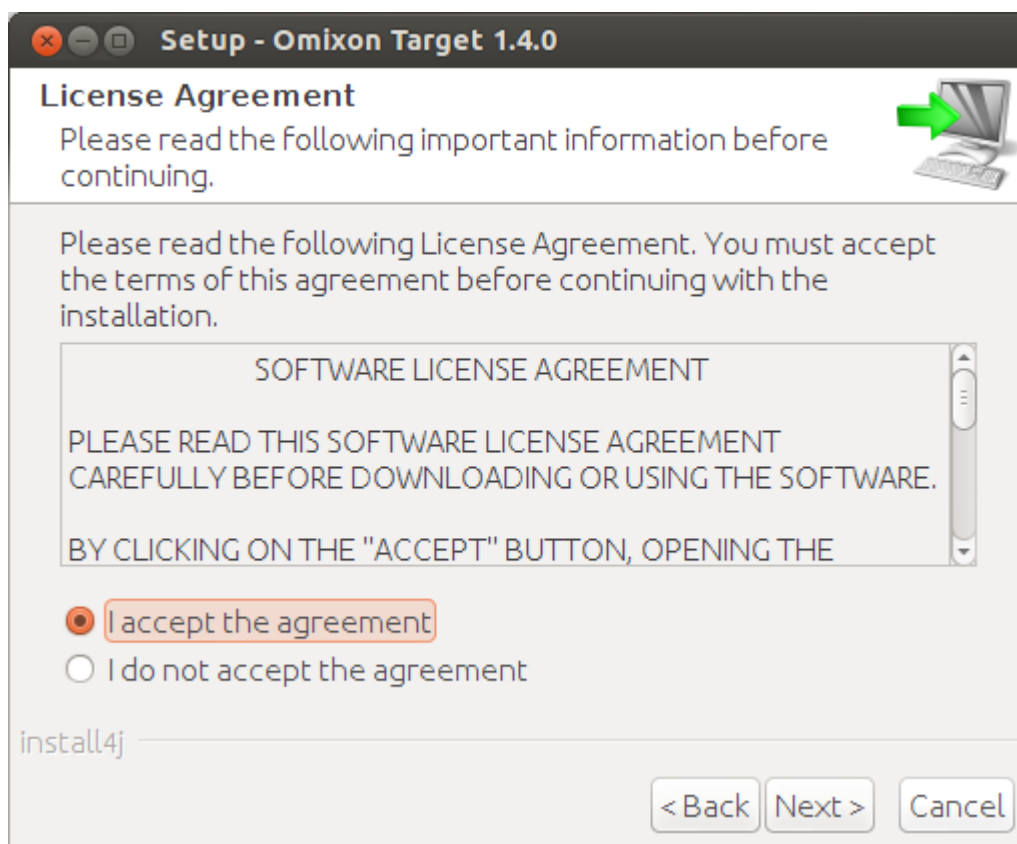 Setup - Omixon Target 1.4.0
License Agreement
Please read the following important information before
continuing.
Please read the following License Agreement. You must accept
the terms of this agreement before continuing with the
installation.
SOFTWARE LICENSE AGREEMENT
PLEASE READ THIS SOFTWARE LICENSE AGREEMENT
CAREFULLY BEFORE DOWNLOADING OR USING THE SOFTWARE.
BY CLICKING ON THE "ACCEPT" BUTTON, OPENING THE
I accept the agreement
I do not accept the agreement
install4j
< Back Next > Cancel